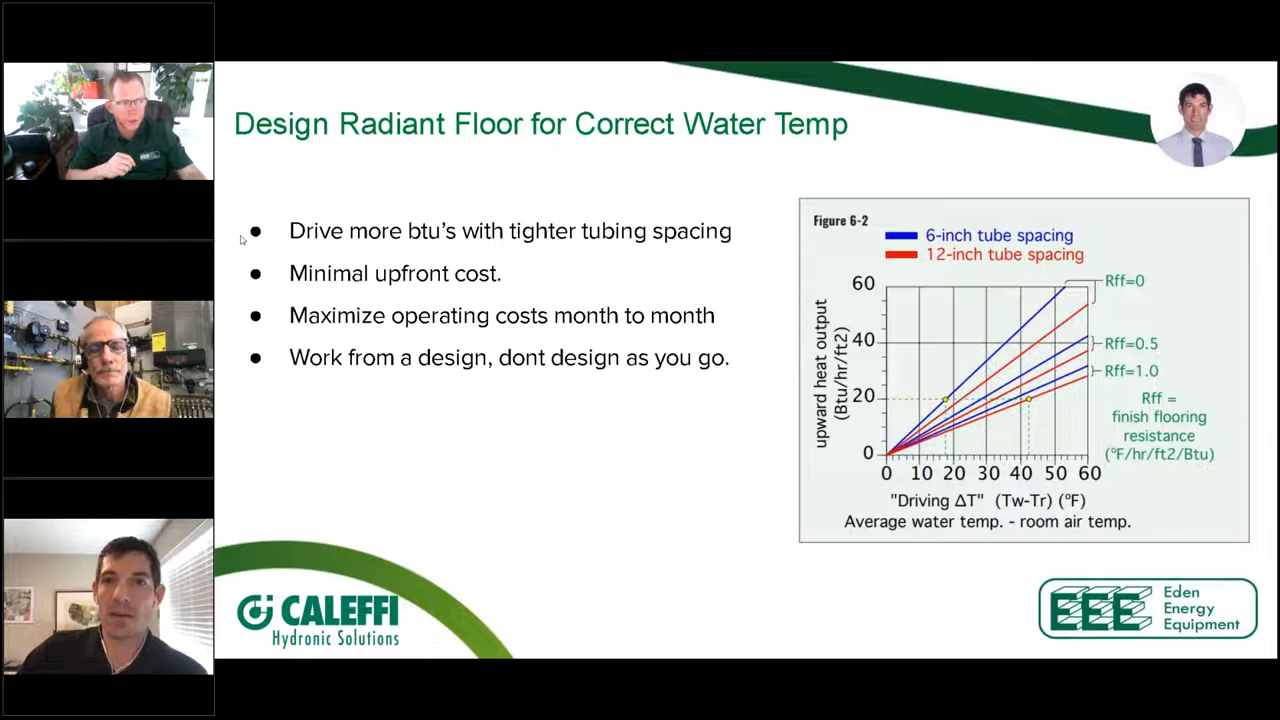 Design Radiant Floor for Correct Water Temp
● Drive more btu's with tighter tubing spacing
● Minimal upfront cost.
● Maximize operating costs month to month
● Work from a design, dont design as you go.
Figure 6-2
6-inch tube spacing
12-inch tube spacing
upward heat output
(Btu/hr/ft2)
60
40
20
0
0 10 20 30 40 50 60
Rff=0
Rff=0.5
Rff=1.0
Rff =
finish flooring
resistance
(ºF/hr/ft2/Btu)
"Driving ΔT" (Tw-Tr) (ºF)
Average water temp. - room air temp.
CALEFFI
Hydronic Solutions
EEE
Eden
Energy
Equipment